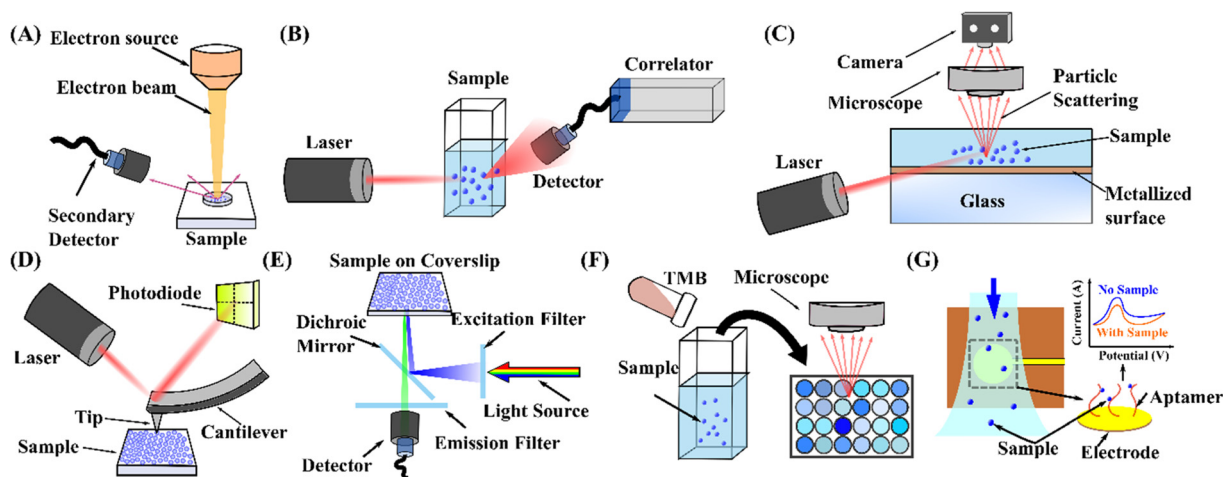 (A)
Electron source
Electron beam
Secondary
Detector
Sample
(B)
Sample
Correlator
Laser
Detector
(C)
Camera
Microscope
Particle
Scattering
Sample
Laser
Glass
Metallized
surface
(D)
Photodiode
Laser
Tip
Sample
Cantilever
(E)
Sample on Coverslip
Dichroic
Mirror
Excitation Filter
Light Source
Emission Filter
Detector
(F)
TMB
Microscope
Sample
(G)
Current (A)
No Sample
With Sample
Potential (V)
Aptamer
Sample
Electrode